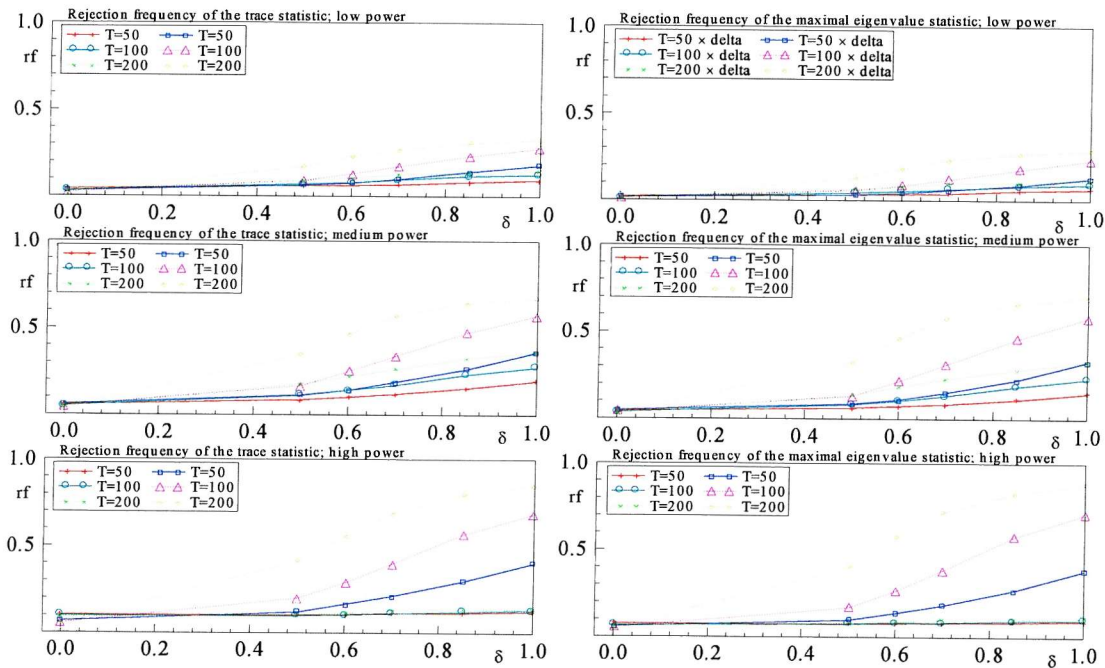 Rejection frequency of the trace statistic; low power
1.0
rf
0.5
T=50 T=50
T=100 T=100
T=200 T=200
0.0 0.2 0.4 0.6 0.8 δ 1.0
Rejection frequency of the maximal eigenvalue statistic; low power
1.0
rf
0.5
T=50 × delta T=50 × delta
T=100 × delta T=100 × delta
T=200 × delta T=200 × delta
0.0 0.2 0.4 0.6 0.8 δ 1.0
Rejection frequency of the trace statistic; medium power
1.0
rf
0.5
T=50 T=50
T=100 T=100
T=200 T=200
0.0 0.2 0.4 0.6 0.8 δ 1.0
Rejection frequency of the maximal eigenvalue statistic; medium power
1.0
rf
0.5
T=50 T=50
T=100 T=100
T=200 T=200
0.0 0.2 0.4 0.6 0.8 δ 1.0
Rejection frequency of the trace statistic; high power
1.0
rf
0.5
T=50 T=50
T=100 T=100
T=200 T=200
0.0 0.2 0.4 0.6 0.8 δ 1.0
Rejection frequency of the maximal eigenvalue statistic; high power
1.0
rf
0.5
T=50 T=50
T=100 T=100
T=200 T=200
0.0 0.2 0.4 0.6 0.8 δ 1.0